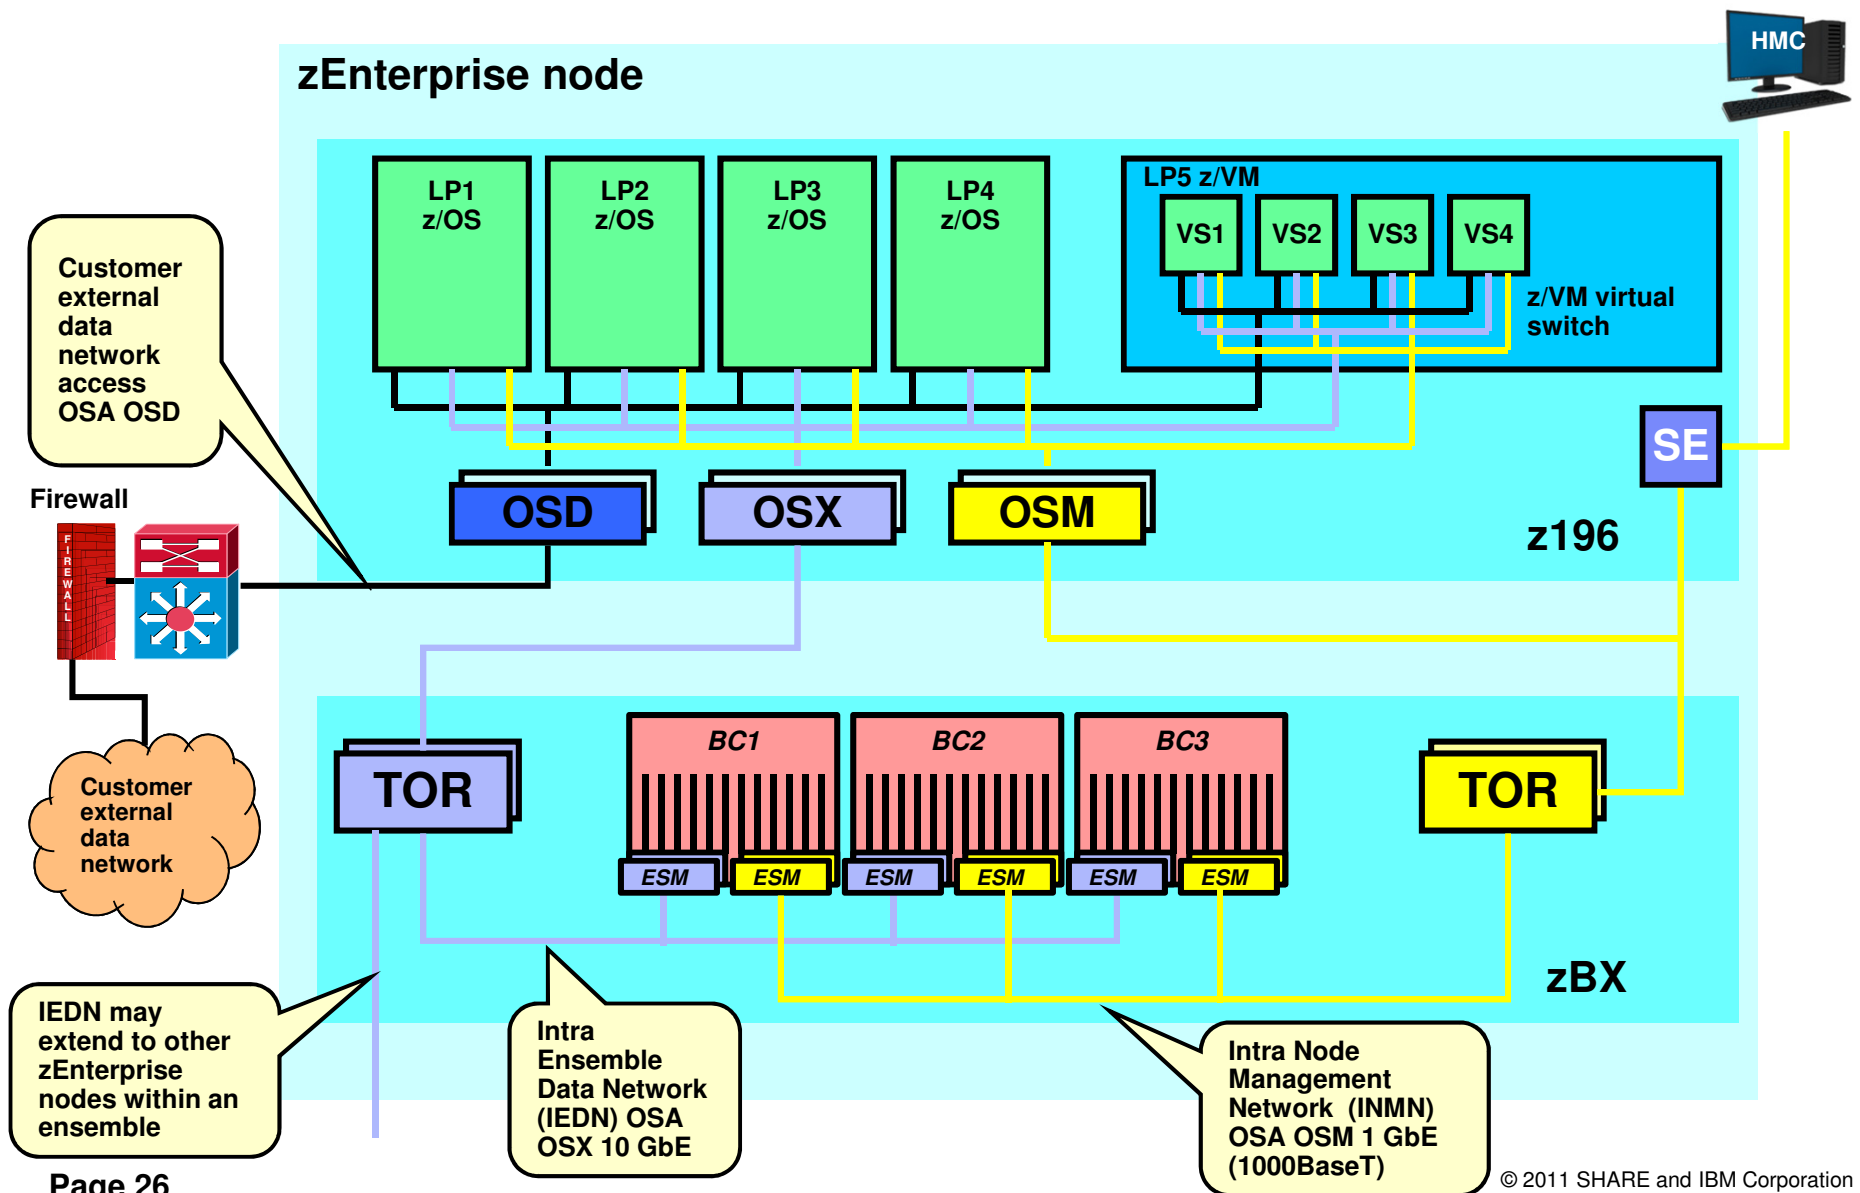 HMC
zEnterprise node
LP1
z/OS
LP2
z/OS
LP3
z/OS
LP4
z/OS
LP5 z/VM
VS1
VS2
VS3
VS4
z/VM virtual
switch
Customer
external
data
network
access
OSA OSD
SE
Firewall
FIREWALL
OSD
OSX
OSM
z196
Customer
external
data
network
TOR
BC1
BC2
BC3
TOR
ESM
ESM
ESM
ESM
ESM
ESM
zBX
IEDN may
extend to other
zEnterprise
nodes within an
ensemble
Intra
Ensemble
Data Network
(IEDN) OSA
OSX 10 GbE
Intra Node
Management
Network (INMN)
OSA OSM 1 GbE
(1000BaseT)
Page 26
© 2011 SHARE and IBM Corporation